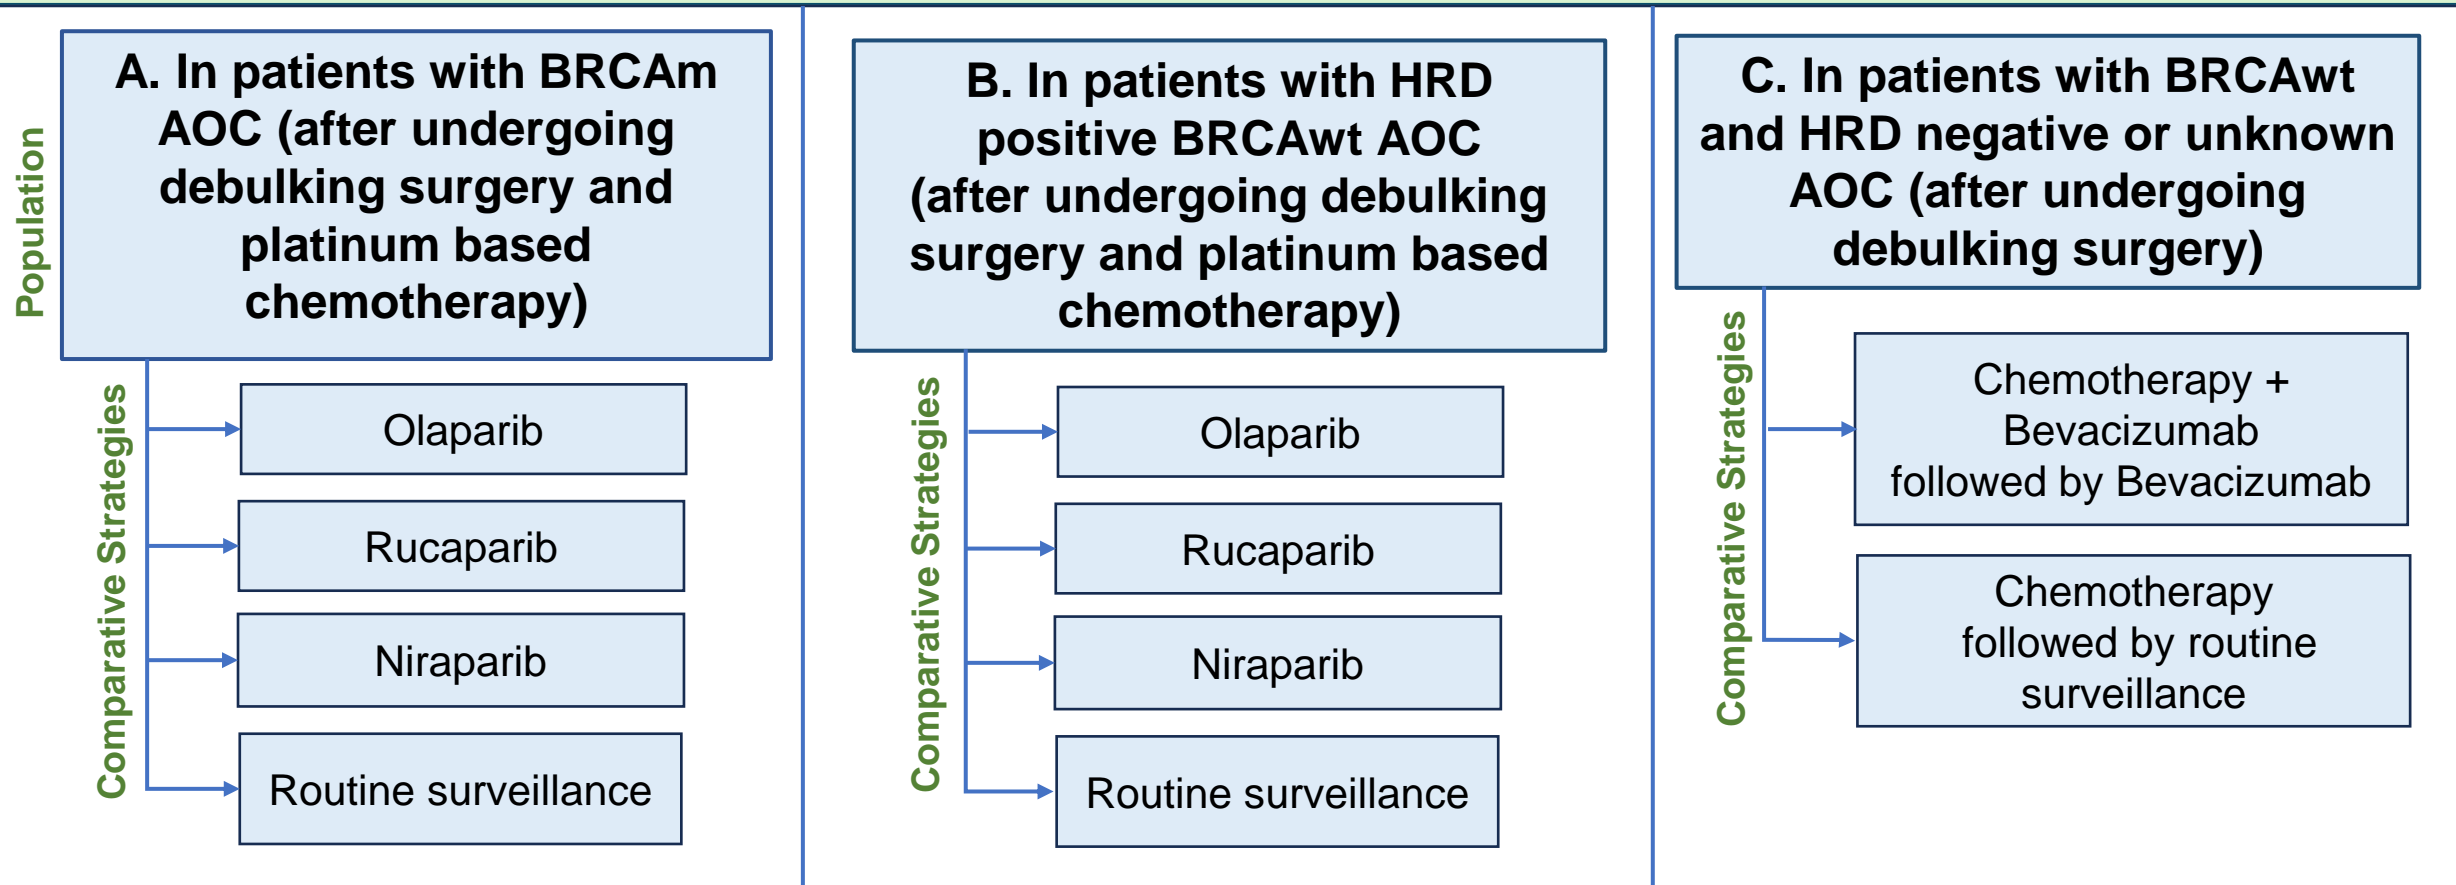 Population
A. In patients with BRCAm
AOC (after undergoing
debulking surgery and
platinum based
chemotherapy)
Comparative Strategies
Olaparib
Rucaparib
Niraparib
Routine surveillance
B. In patients with HRD
positive BRCAwt AOC
(after undergoing debulking
surgery and platinum based
chemotherapy)
Comparative Strategies
Olaparib
Rucaparib
Niraparib
Routine surveillance
C. In patients with BRCAwt
and HRD negative or unknown
AOC (after undergoing
debulking surgery)
Comparative Strategies
Chemotherapy +
Bevacizumab
followed by Bevacizumab
Chemotherapy
followed by routine
surveillance